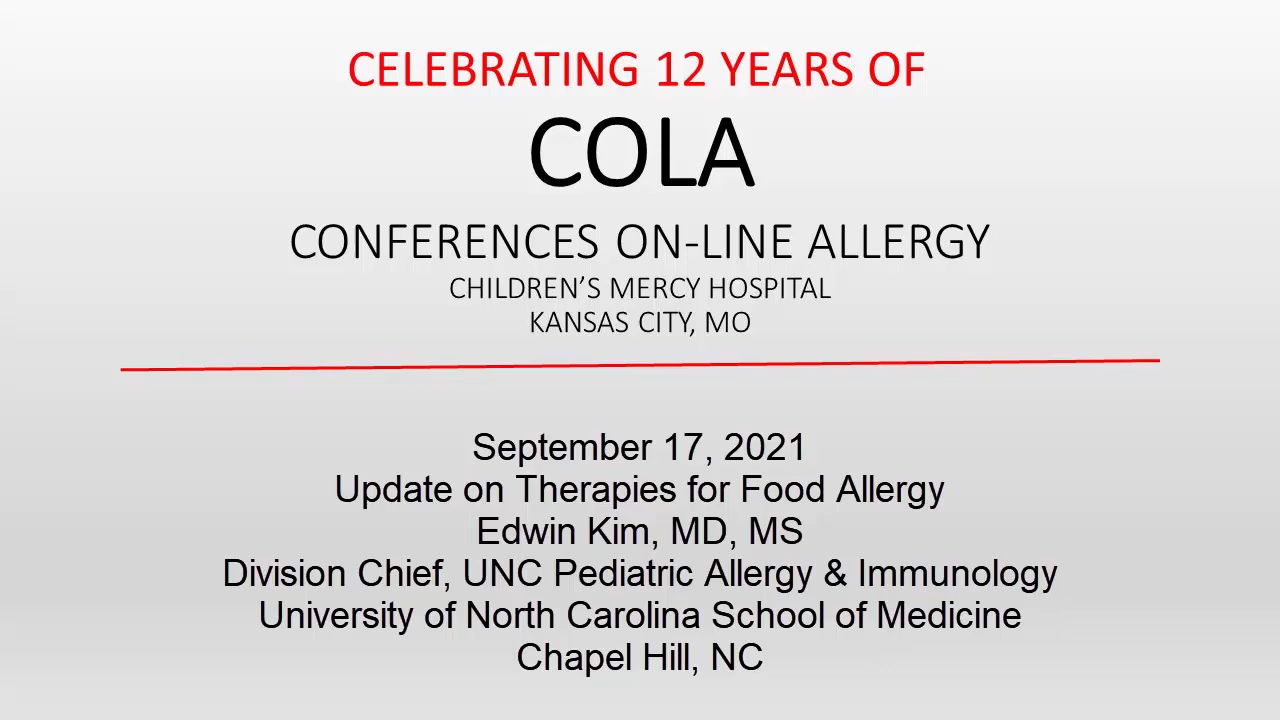 CELEBRATING 12 YEARS OF
COLA
CONFERENCES ON-LINE ALLERGY
CHILDREN’S MERCY HOSPITAL
KANSAS CITY, MO
September 17, 2021
Update on Therapies for Food Allergy
Edwin Kim, MD, MS
Division Chief, UNC Pediatric Allergy & Immunology
University of North Carolina School of Medicine
Chapel Hill, NC